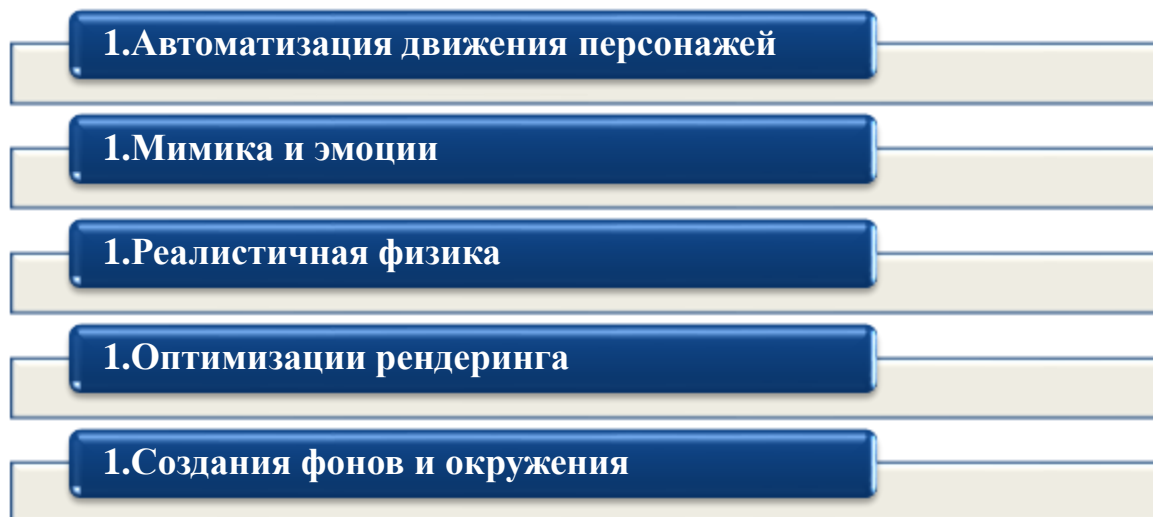 1.Автоматизация движения персонажей
1.Мимика и эмоции
1.Реалистичная физика
1.Оптимизации рендеринга
1.Создания фонов и окружения